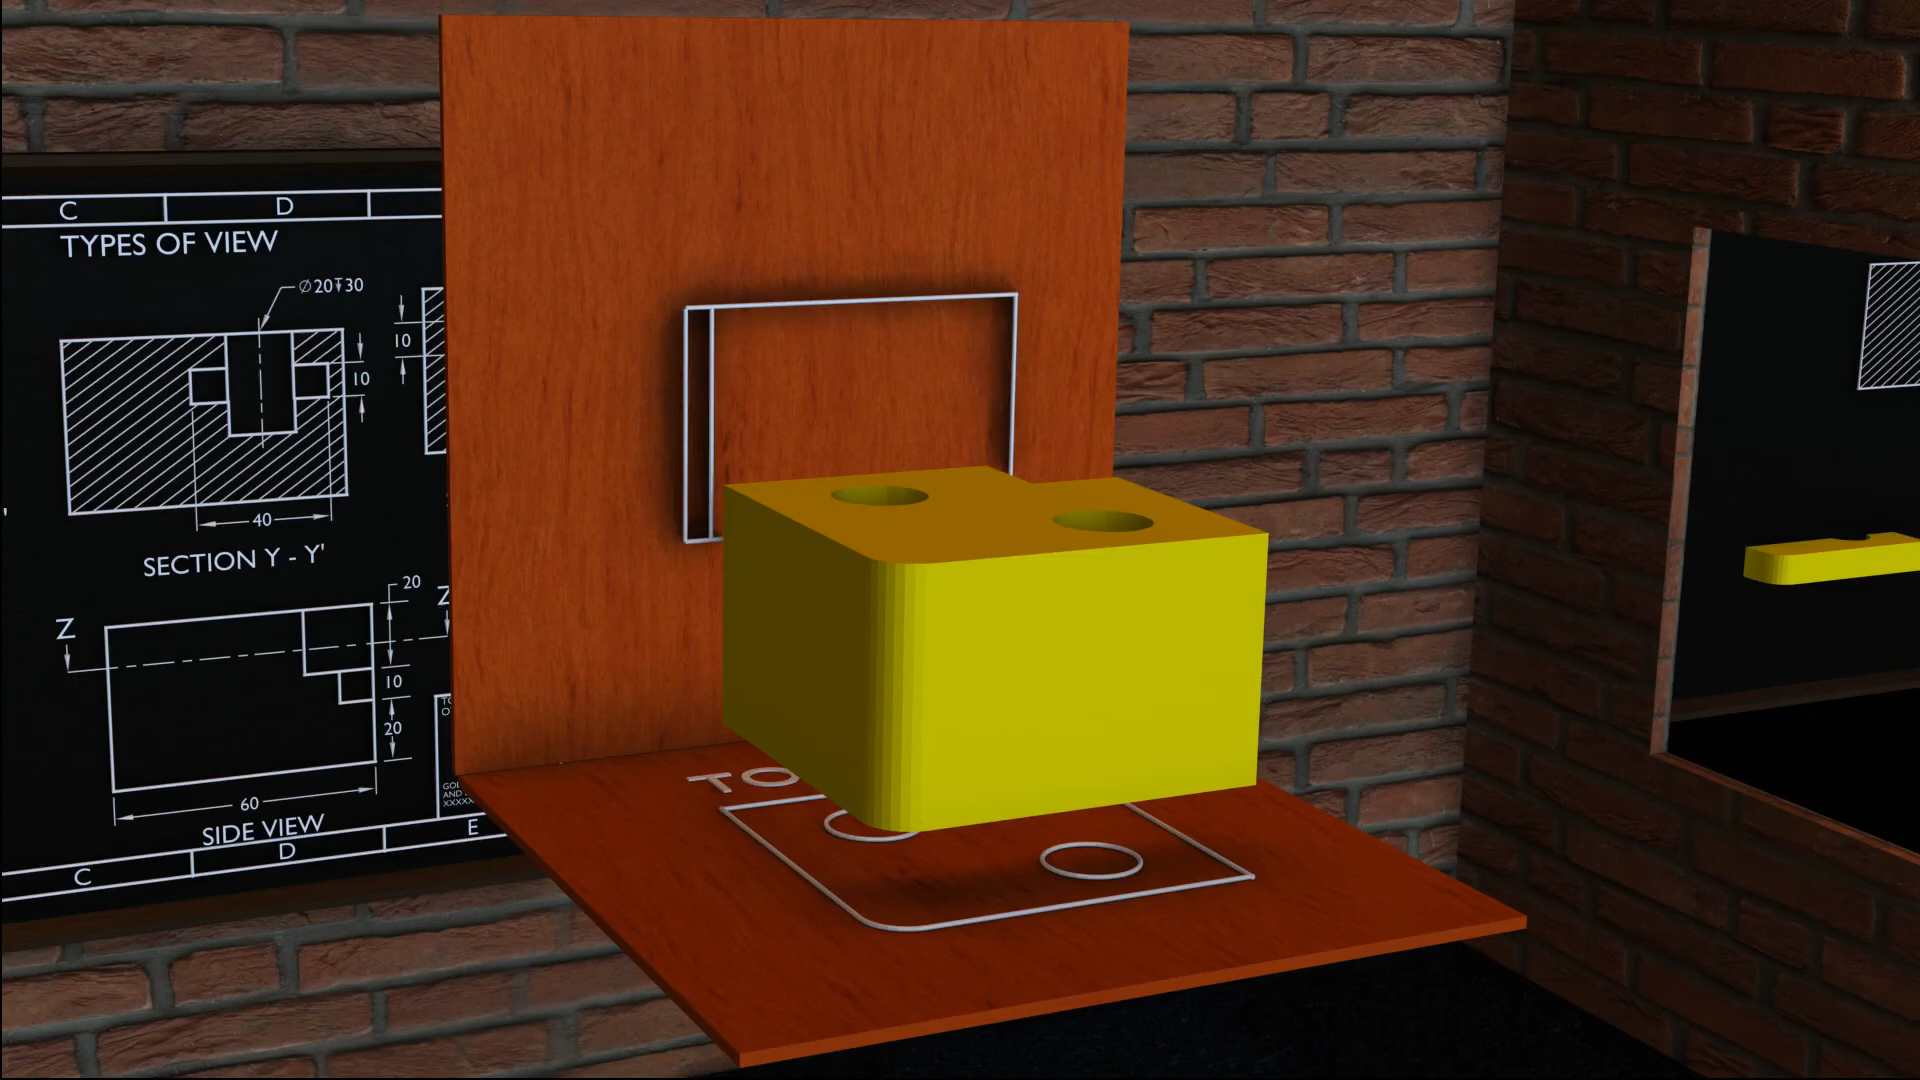 C D
TYPES OF VIEW
⌀20↧30
10
10
40
SECTION Y - Y'
20
Z Z
10
20
60
SIDE VIEW
C D E
TO